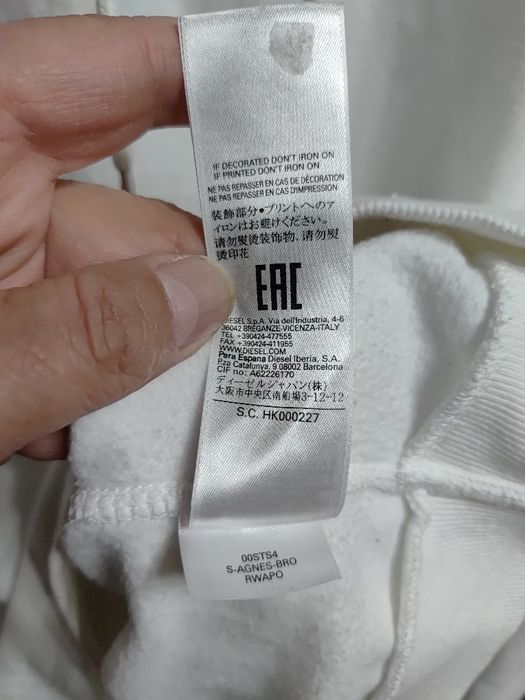 IF DECORATED DON'T IRON ON
IF PRINTED DON'T IRON ON
NE PAS REPASSER EN CAS DE DÉCORATION
NE PAS REPASSER EN CAS D'IMPRESSION
装飾部分・プリントへのア
イロンはお避けください。
请勿熨烫装饰物、请勿熨
烫印花
EAC
DIESEL S.p.A. Via dell'Industria, 4-6
36042 BREGANZE-VICENZA-ITALY
TEL +390424-477555
FAX +390424-411955
WWW.DIESEL.COM
Para Espana Diesel Iberia, S.A.
Pza Catalunya, 9 08002 Barcelona
CIF no: A62226170
ディーゼルジャパン(株)
大阪市中央区南船場3-12-12
S.C. HK000227
00STS4
S-AGNES-BRO
RWAPO